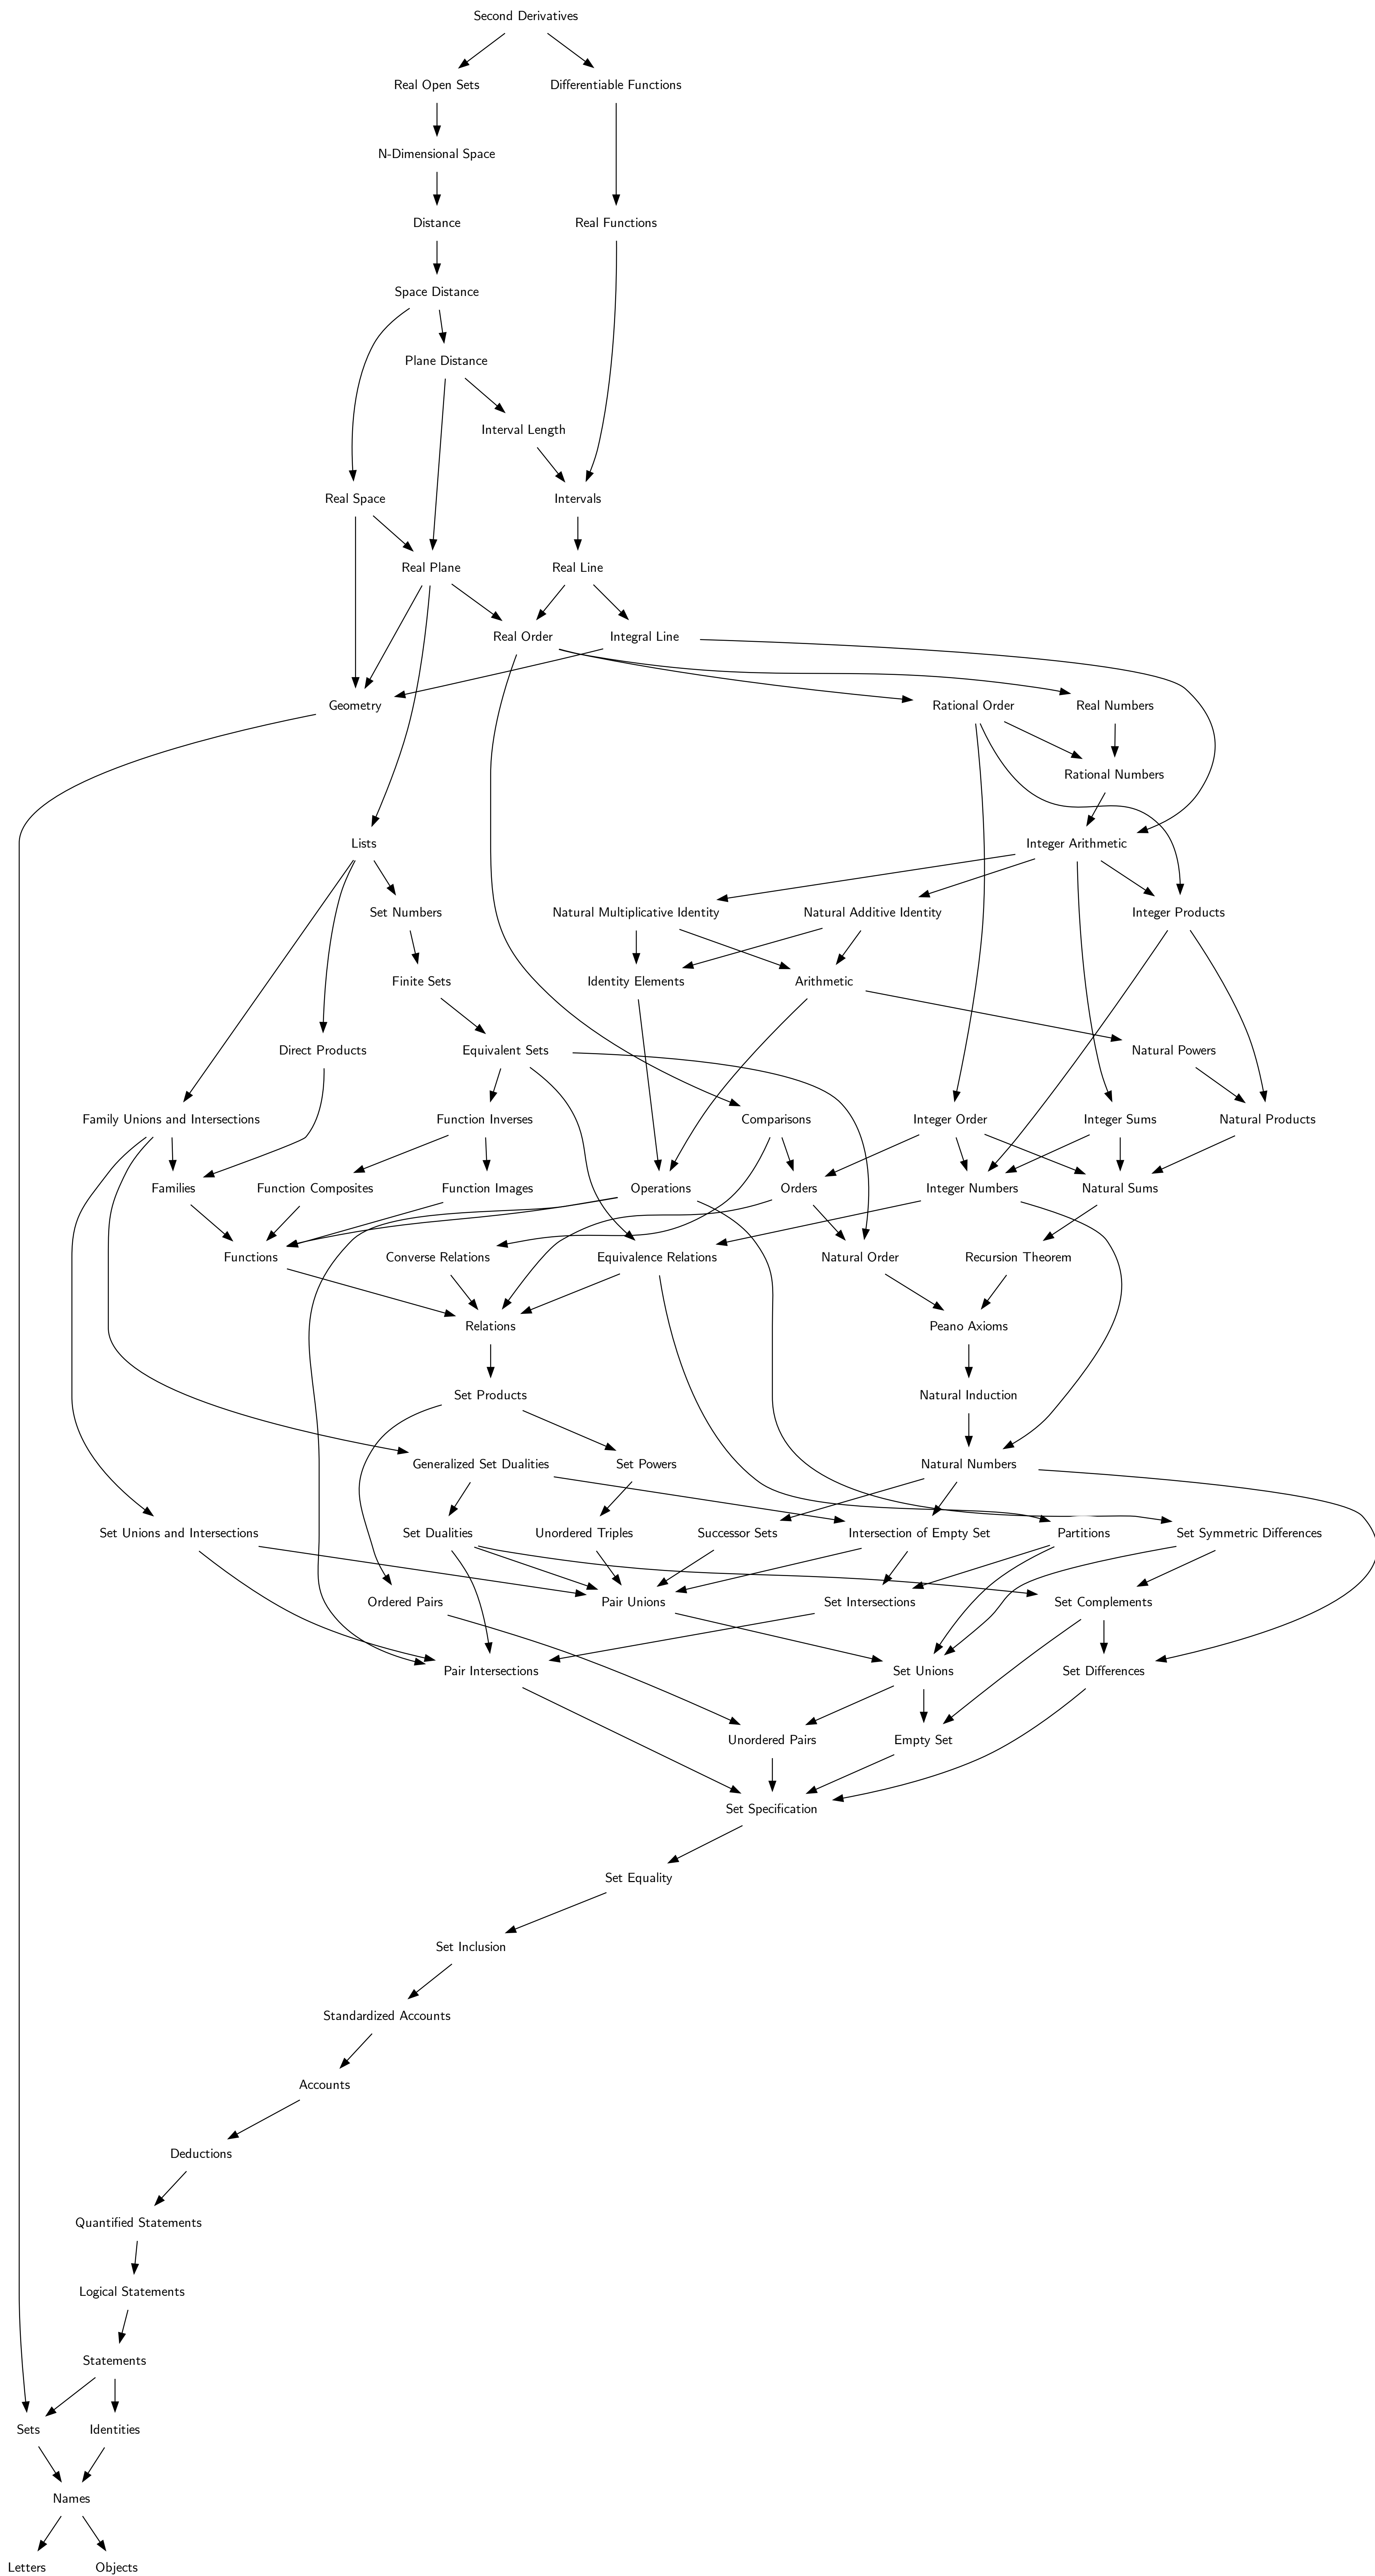 Second Derivatives
Real Open Sets
Differentiable Functions
N-Dimensional Space
Distance
Real Functions
Space Distance
Plane Distance
Interval Length
Real Space
Intervals
Real Plane
Real Line
Real Order
Integral Line
Geometry
Rational Order
Real Numbers
Rational Numbers
Lists
Integer Arithmetic
Set Numbers
Natural Multiplicative Identity
Natural Additive Identity
Integer Products
Finite Sets
Identity Elements
Arithmetic
Direct Products
Equivalent Sets
Natural Powers
Family Unions and Intersections
Function Inverses
Comparisons
Integer Order
Integer Sums
Natural Products
Families
Function Composites
Function Images
Operations
Orders
Integer Numbers
Natural Sums
Functions
Converse Relations
Equivalence Relations
Natural Order
Recursion Theorem
Relations
Peano Axioms
Set Products
Natural Induction
Generalized Set Dualities
Set Powers
Natural Numbers
Set Unions and Intersections
Set Dualities
Unordered Triples
Successor Sets
Intersection of Empty Set
Partitions
Set Symmetric Differences
Ordered Pairs
Pair Unions
Set Intersections
Set Complements
Pair Intersections
Set Unions
Set Differences
Unordered Pairs
Empty Set
Set Specification
Set Equality
Set Inclusion
Standardized Accounts
Accounts
Deductions
Quantified Statements
Logical Statements
Statements
Sets
Identities
Names
Letters
Objects